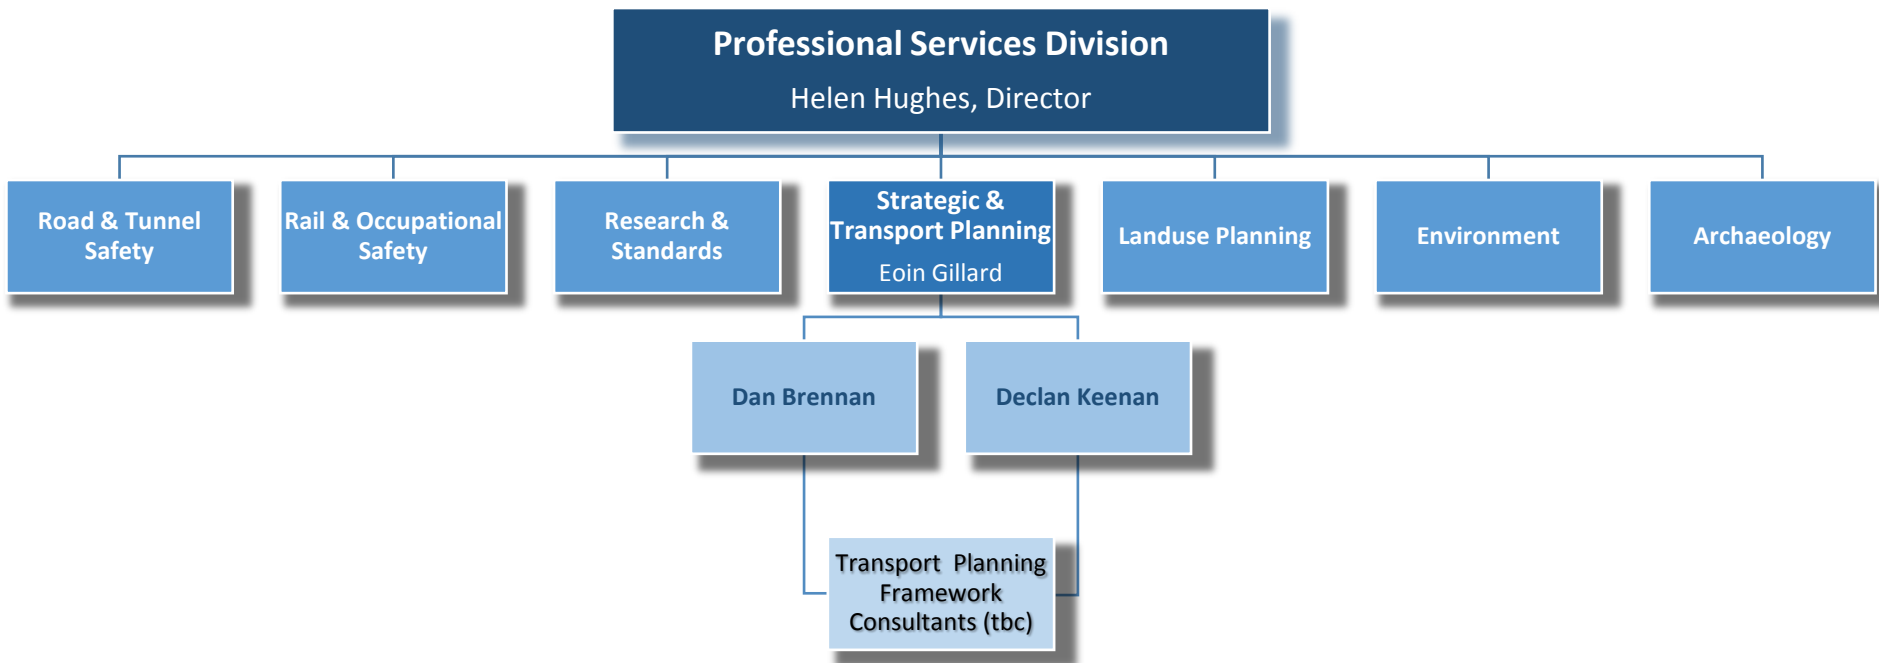 Professional Services Division
Helen Hughes, Director
Road & Tunnel
Safety
Rail & Occupational
Safety
Research &
Standards
Strategic &
Transport Planning
Eoin Gillard
Landuse Planning
Environment
Archaeology
Dan Brennan
Declan Keenan
Transport Planning
Framework
Consultants (tbc)